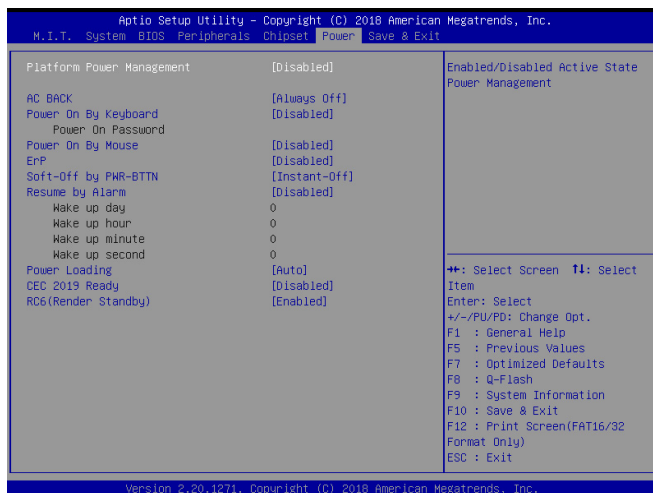 Aptio Setup Utility – Copyright (C) 2018 American Megatrends, Inc.
M.I.T. System BIOS Peripherals Chipset Power Save & Exit
Platform Power Management [Disabled]
AC BACK [Always Off]
Power On By Keyboard [Disabled]
Power On Password
Power On By Mouse [Disabled]
ErP [Disabled]
Soft-Off by PWR-BTTN [Instant-Off]
Resume by Alarm [Disabled]
Wake up day 0
Wake up hour 0
Wake up minute 0
Wake up second 0
Power Loading [Auto]
CEC 2019 Ready [Disabled]
RC6(Render Standby) [Enabled]
Enabled/Disabled Active State
Power Management
→←: Select Screen ↑↓: Select
Item
Enter: Select
+/-/PU/PD: Change Opt.
F1 : General Help
F5 : Previous Values
F7 : Optimized Defaults
F8 : Q-Flash
F9 : System Information
F10 : Save & Exit
F12 : Print Screen(FAT16/32
Format Only)
ESC : Exit
Version 2.20.1271. Copyright (C) 2018 American Megatrends, Inc.